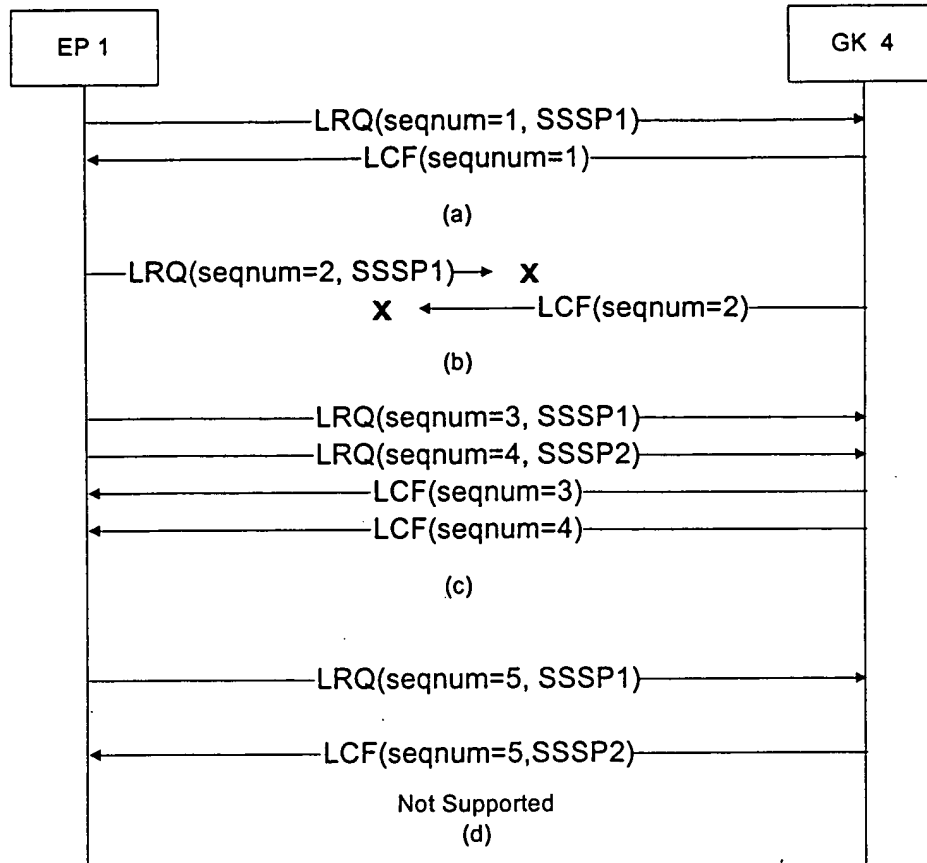 EP 1
GK 4
LRQ(seqnum=1, SSSP1)
LCF(sequnum=1)
(a)
LRQ(seqnum=2, SSSP1) X
X LCF(seqnum=2)
(b)
LRQ(seqnum=3, SSSP1)
LRQ(seqnum=4, SSSP2)
LCF(seqnum=3)
LCF(seqnum=4)
(c)
LRQ(seqnum=5, SSSP1)
LCF(seqnum=5,SSSP2)
Not Supported
(d)